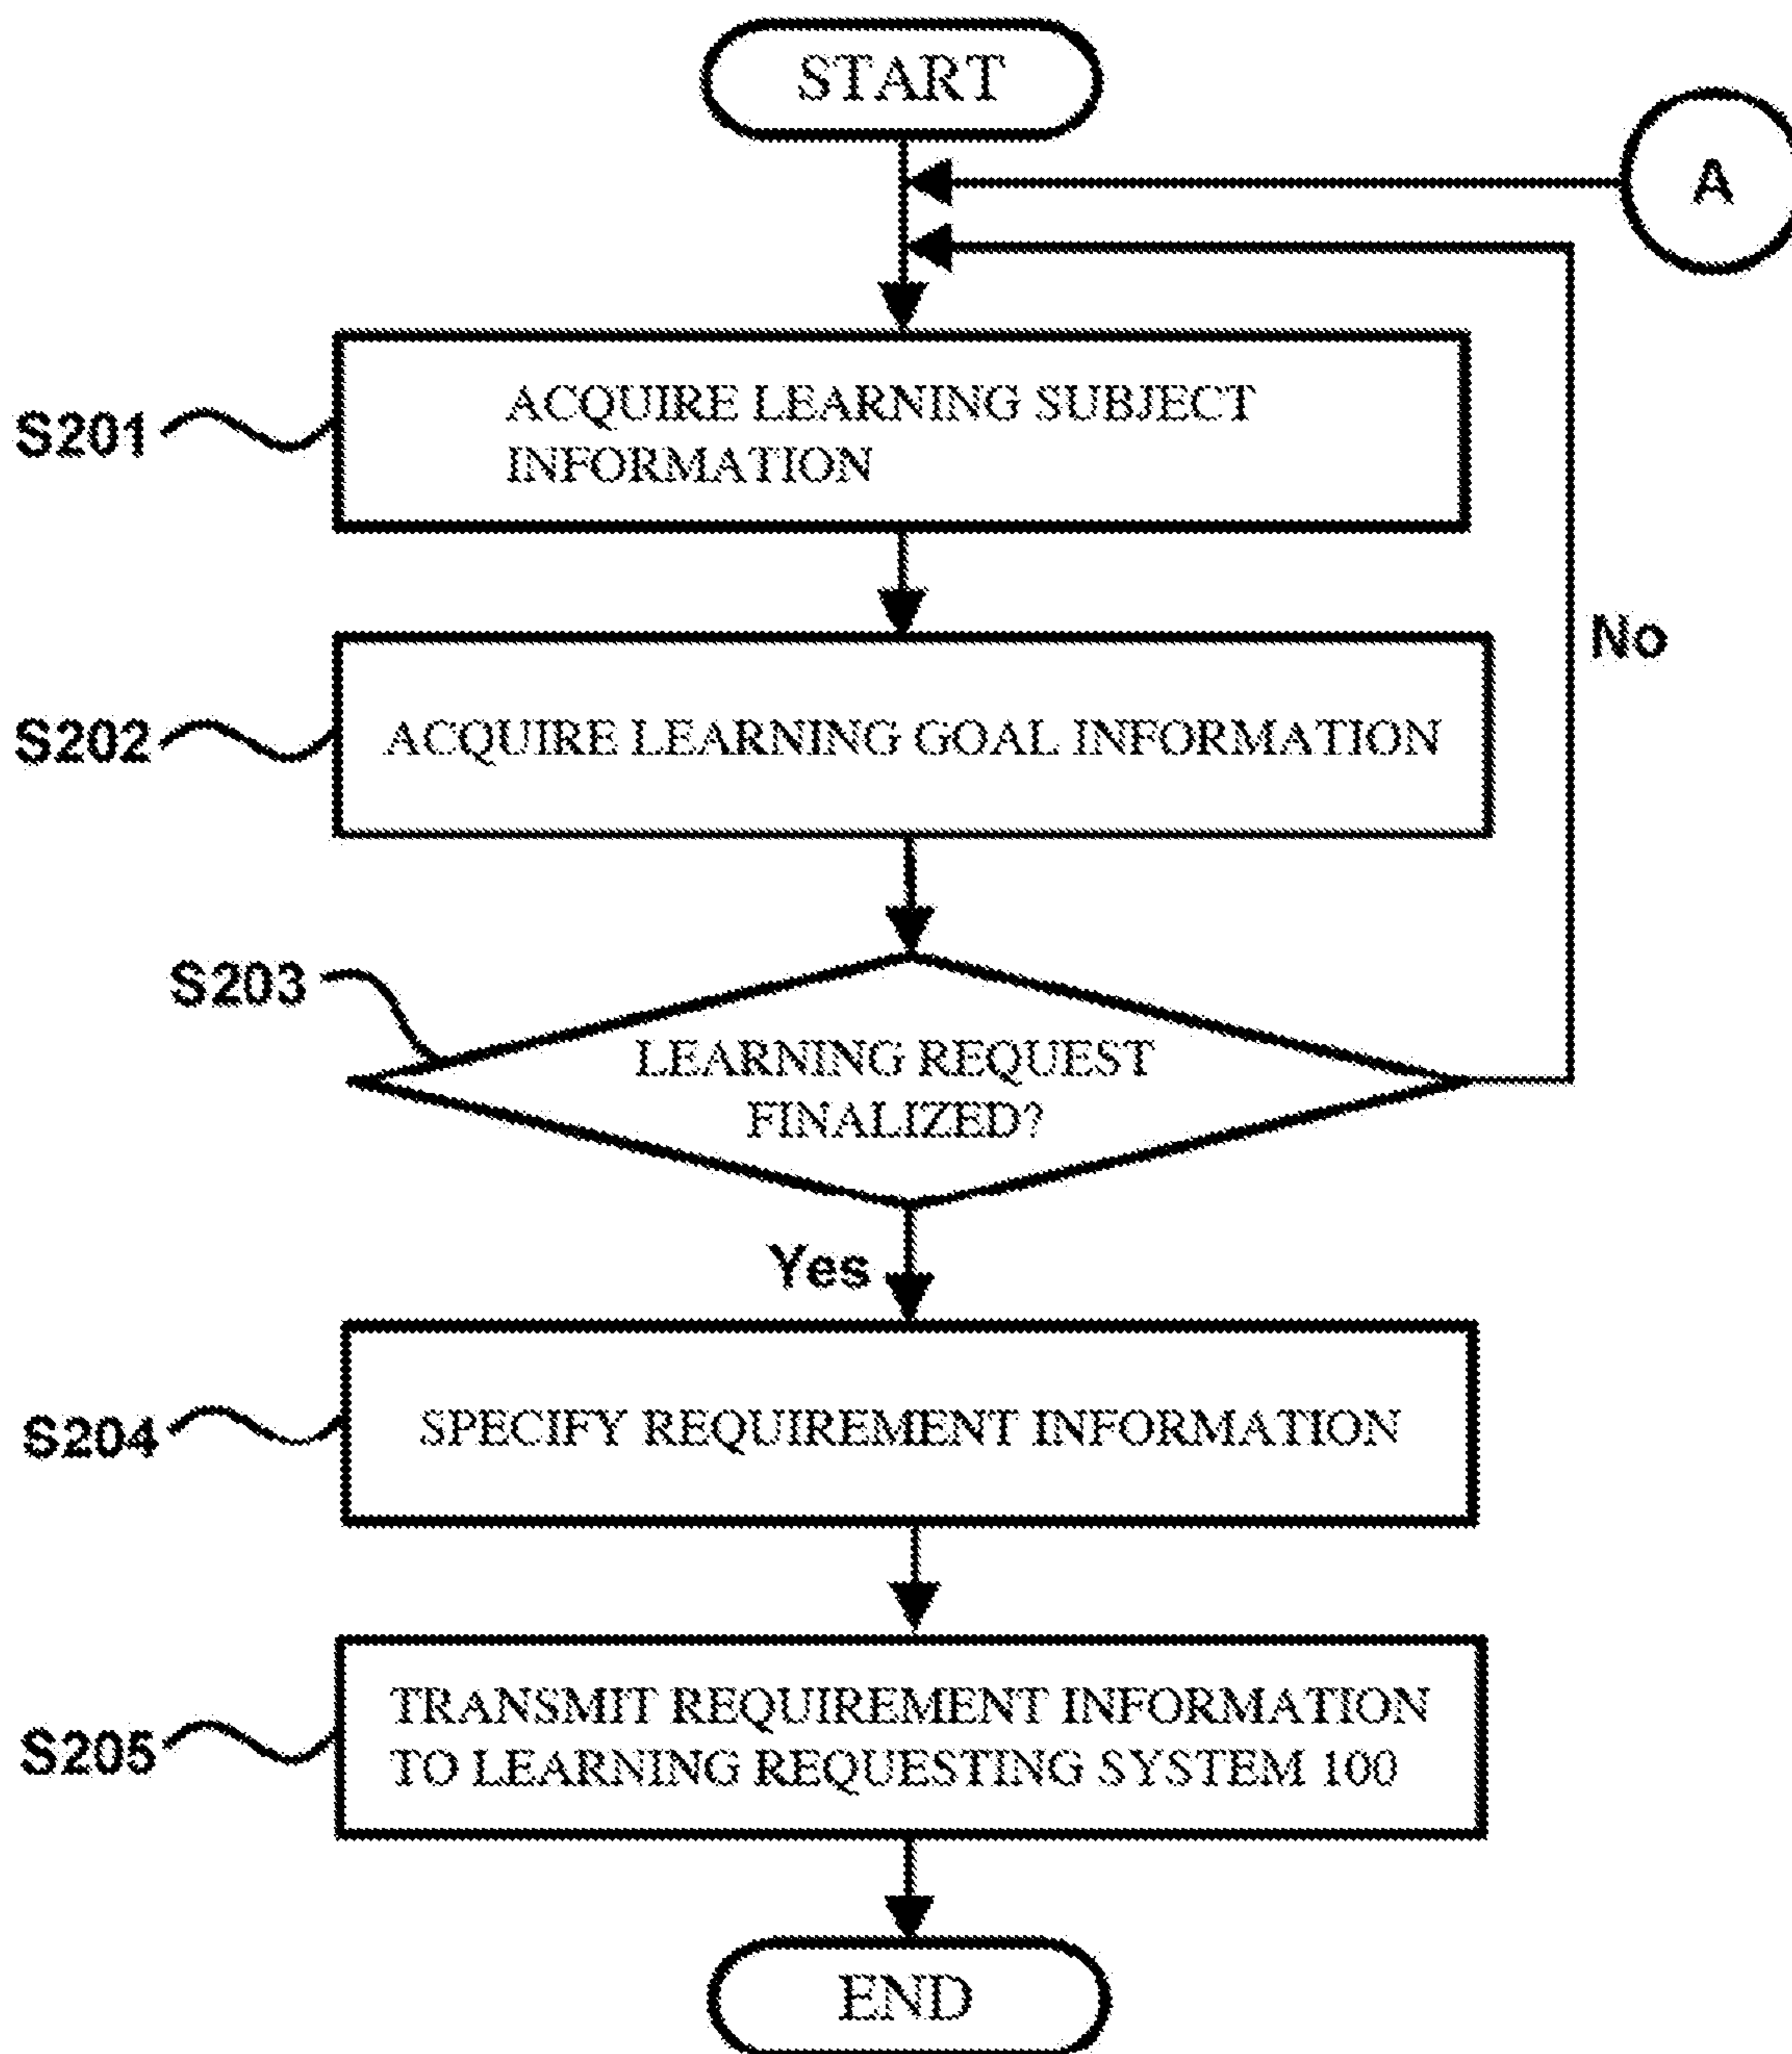 START
A
S201
ACQUIRE LEARNING SUBJECT
INFORMATION
No
S202
ACQUIRE LEARNING GOAL INFORMATION
S203
LEARNING REQUEST
FINALIZED?
Yes
S204
SPECIFY REQUIREMENT INFORMATION
S205
TRANSMIT REQUIREMENT INFORMATION
TO LEARNING REQUESTING SYSTEM 100
END